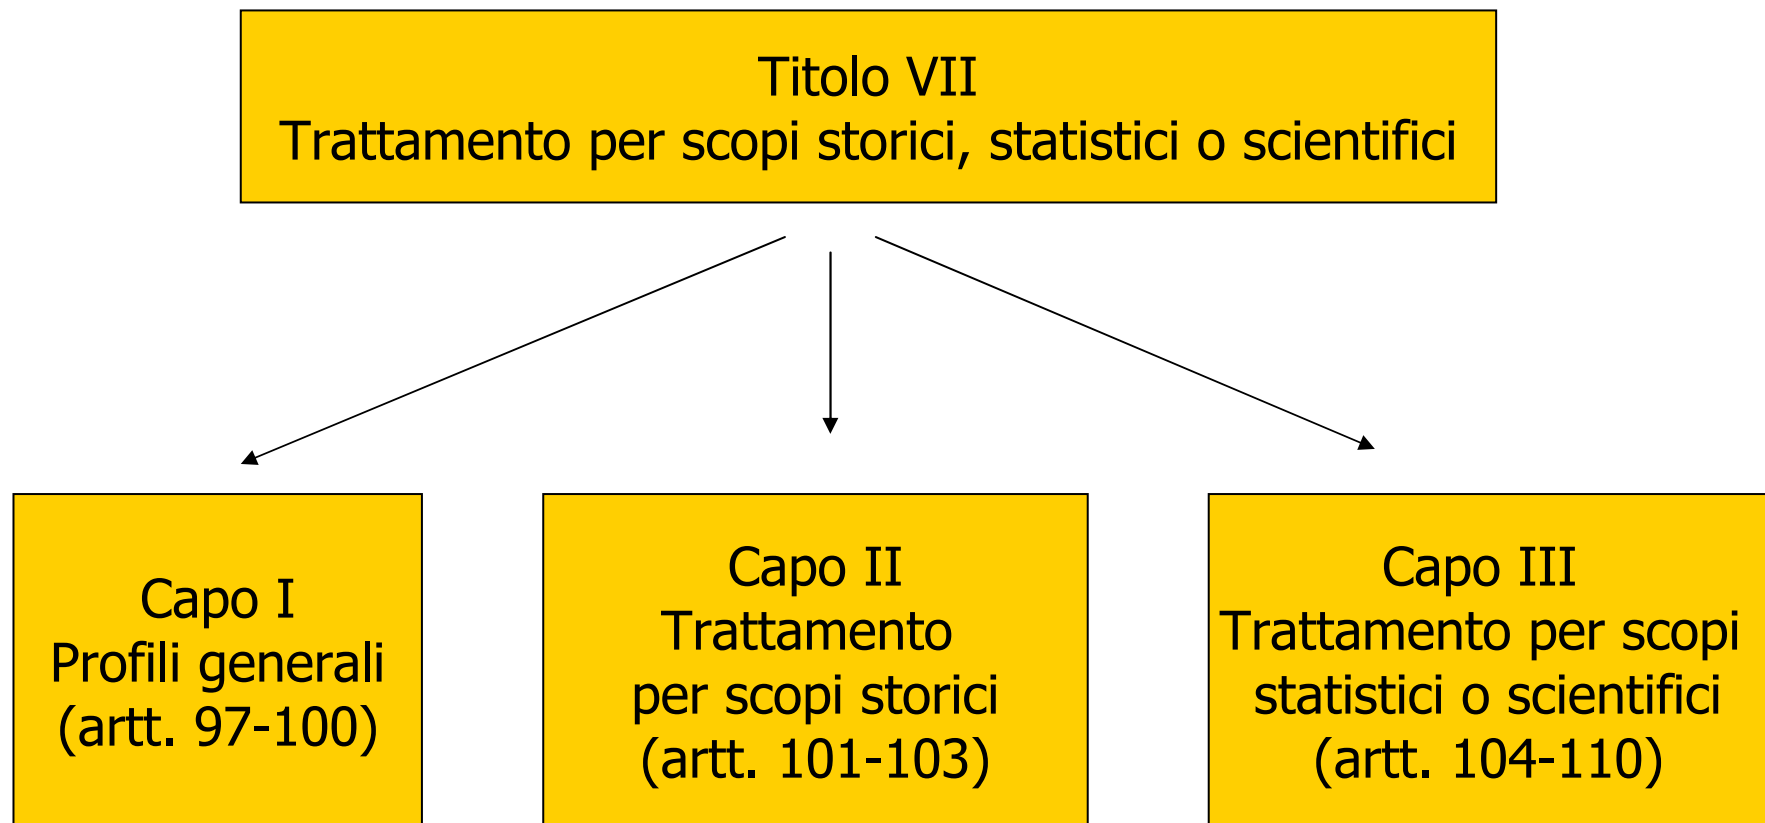 Titolo VII
Trattamento per scopi storici, statistici o scientifici
Capo I
Profili generali
(artt. 97-100)
Capo II
Trattamento
per scopi storici
(artt. 101-103)
Capo III
Trattamento per scopi
statistici o scientifici
(artt. 104-110)